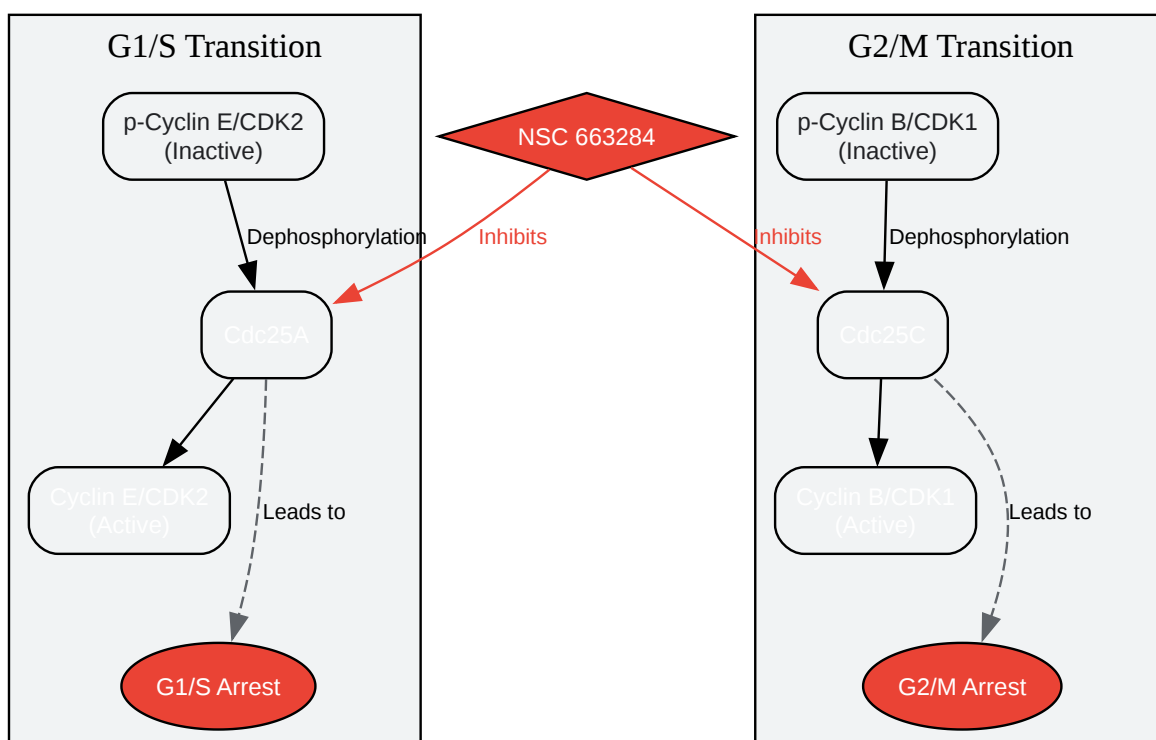 G1/S Transition
G2/M Transition
p-Cyclin E/CDK2
(Inactive)
NSC 663284
p-Cyclin B/CDK1
(Inactive)
Dephosphorylation
Inhibits
Inhibits
Dephosphorylation
Cdc25A
Cdc25C
Cyclin E/CDK2
(Active)
Leads to
Cyclin B/CDK1
(Active)
Leads to
G1/S Arrest
G2/M Arrest